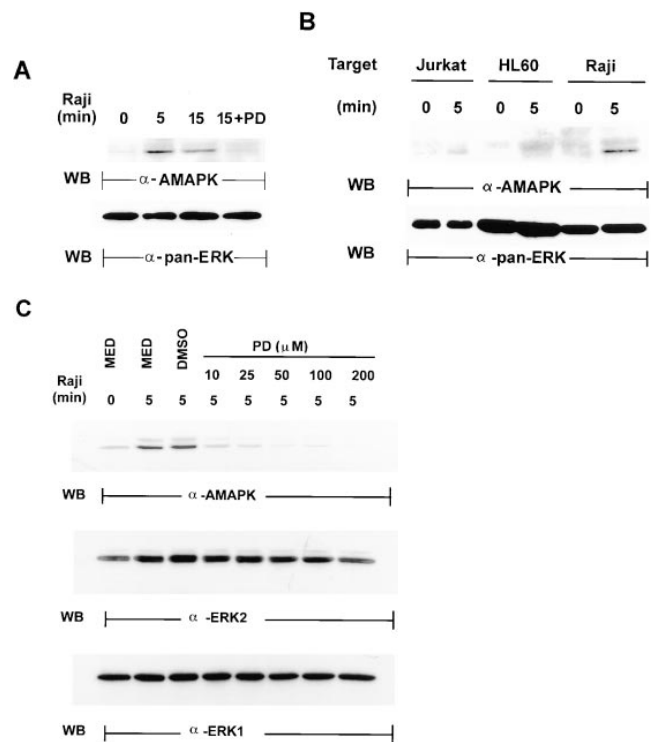 A
Raji
(min)
0 5 15 15+PD
WB α-AMAPK
WB α-pan-ERK
B
Target Jurkat HL60 Raji
(min) 0 5 0 5 0 5
WB α-AMAPK
WB α-pan-ERK
C
MED MED DMSO PD (μM)
10 25 50 100 200
Raji
(min)
0 5 5 5 5 5 5 5
WB α-AMAPK
WB α-ERK2
WB α-ERK1